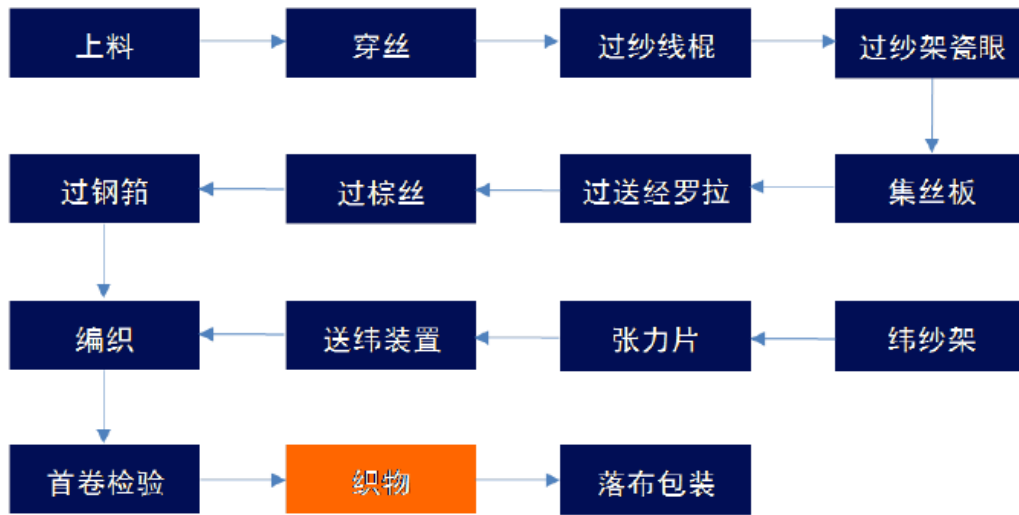 上料
穿丝
过纱线棍
过纱架瓷眼
过钢筘
过棕丝
过送经罗拉
集丝板
编织
送纬装置
张力片
纬纱架
首卷检验
织物
落布包装